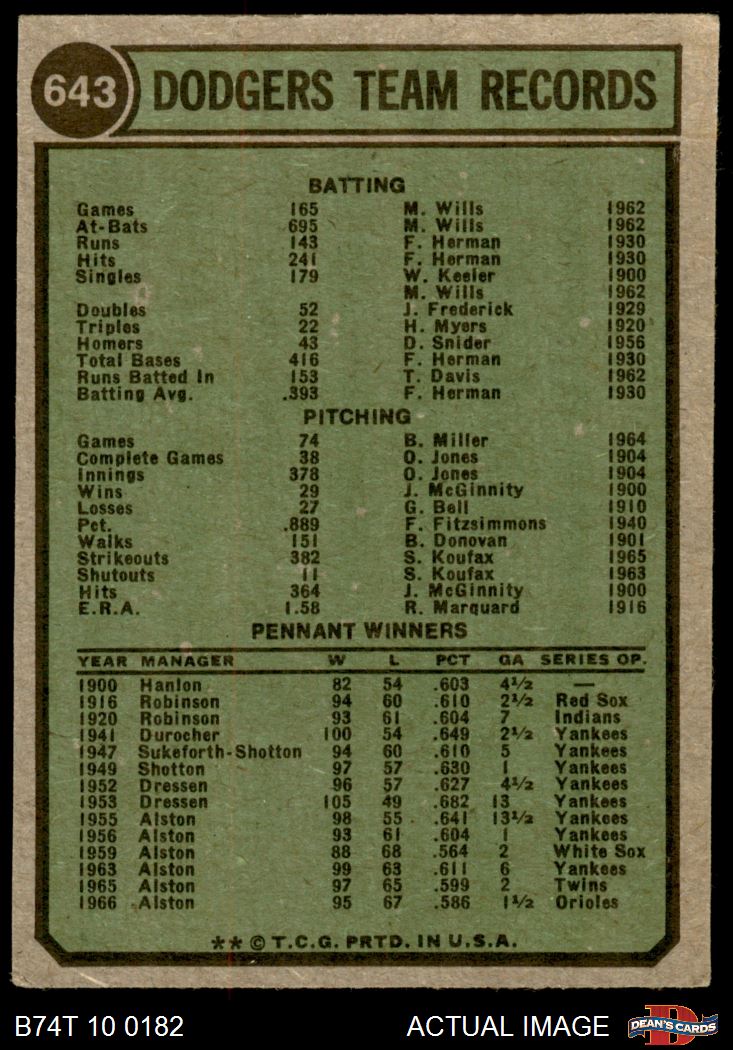 643 DODGERS TEAM RECORDS
BATTING
Games 165 M. Wills 1962
At-Bats 695 M. Wills 1962
Runs 143 F. Herman 1930
Hits 241 F. Herman 1930
Singles 179 W. Keeler 1900
M. Wills 1962
Doubles 52 J. Frederick 1929
Triples 22 H. Myers 1920
Homers 43 D. Snider 1956
Total Bases 416 F. Herman 1930
Runs Batted In 153 T. Davis 1962
Batting Avg. .393 F. Herman 1930
PITCHING
Games 74 B. Miller 1964
Complete Games 38 O. Jones 1904
Innings 378 O. Jones 1904
Wins 29 J. McGinnity 1900
Losses 27 G. Bell 1910
Pct. .889 F. Fitzsimmons 1940
Walks 151 B. Donovan 1901
Strikeouts 382 S. Koufax 1965
Shutouts 11 S. Koufax 1963
Hits 364 J. McGinnity 1900
E.R.A. 1.58 R. Marquard 1916
PENNANT WINNERS
YEAR MANAGER W L PCT GA SERIES OP.
1900 Hanlon 82 54 .603 4½ —
1916 Robinson 94 60 .610 2½ Red Sox
1920 Robinson 93 61 .604 7 Indians
1941 Durocher 100 54 .649 2½ Yankees
1947 Sukeforth-Shotton 94 60 .610 5 Yankees
1949 Shotton 97 57 .630 1 Yankees
1952 Dressen 96 57 .627 4½ Yankees
1953 Dressen 105 49 .682 13 Yankees
1955 Alston 98 55 .641 13½ Yankees
1956 Alston 93 61 .604 1 Yankees
1959 Alston 88 68 .564 2 White Sox
1963 Alston 99 63 .611 6 Yankees
1965 Alston 97 65 .599 2 Twins
1966 Alston 95 67 .586 1½ Orioles
** © T.C.G. PRTD. IN U.S.A.
B74T 10 0182 ACTUAL IMAGE D DEAN'S CARDS